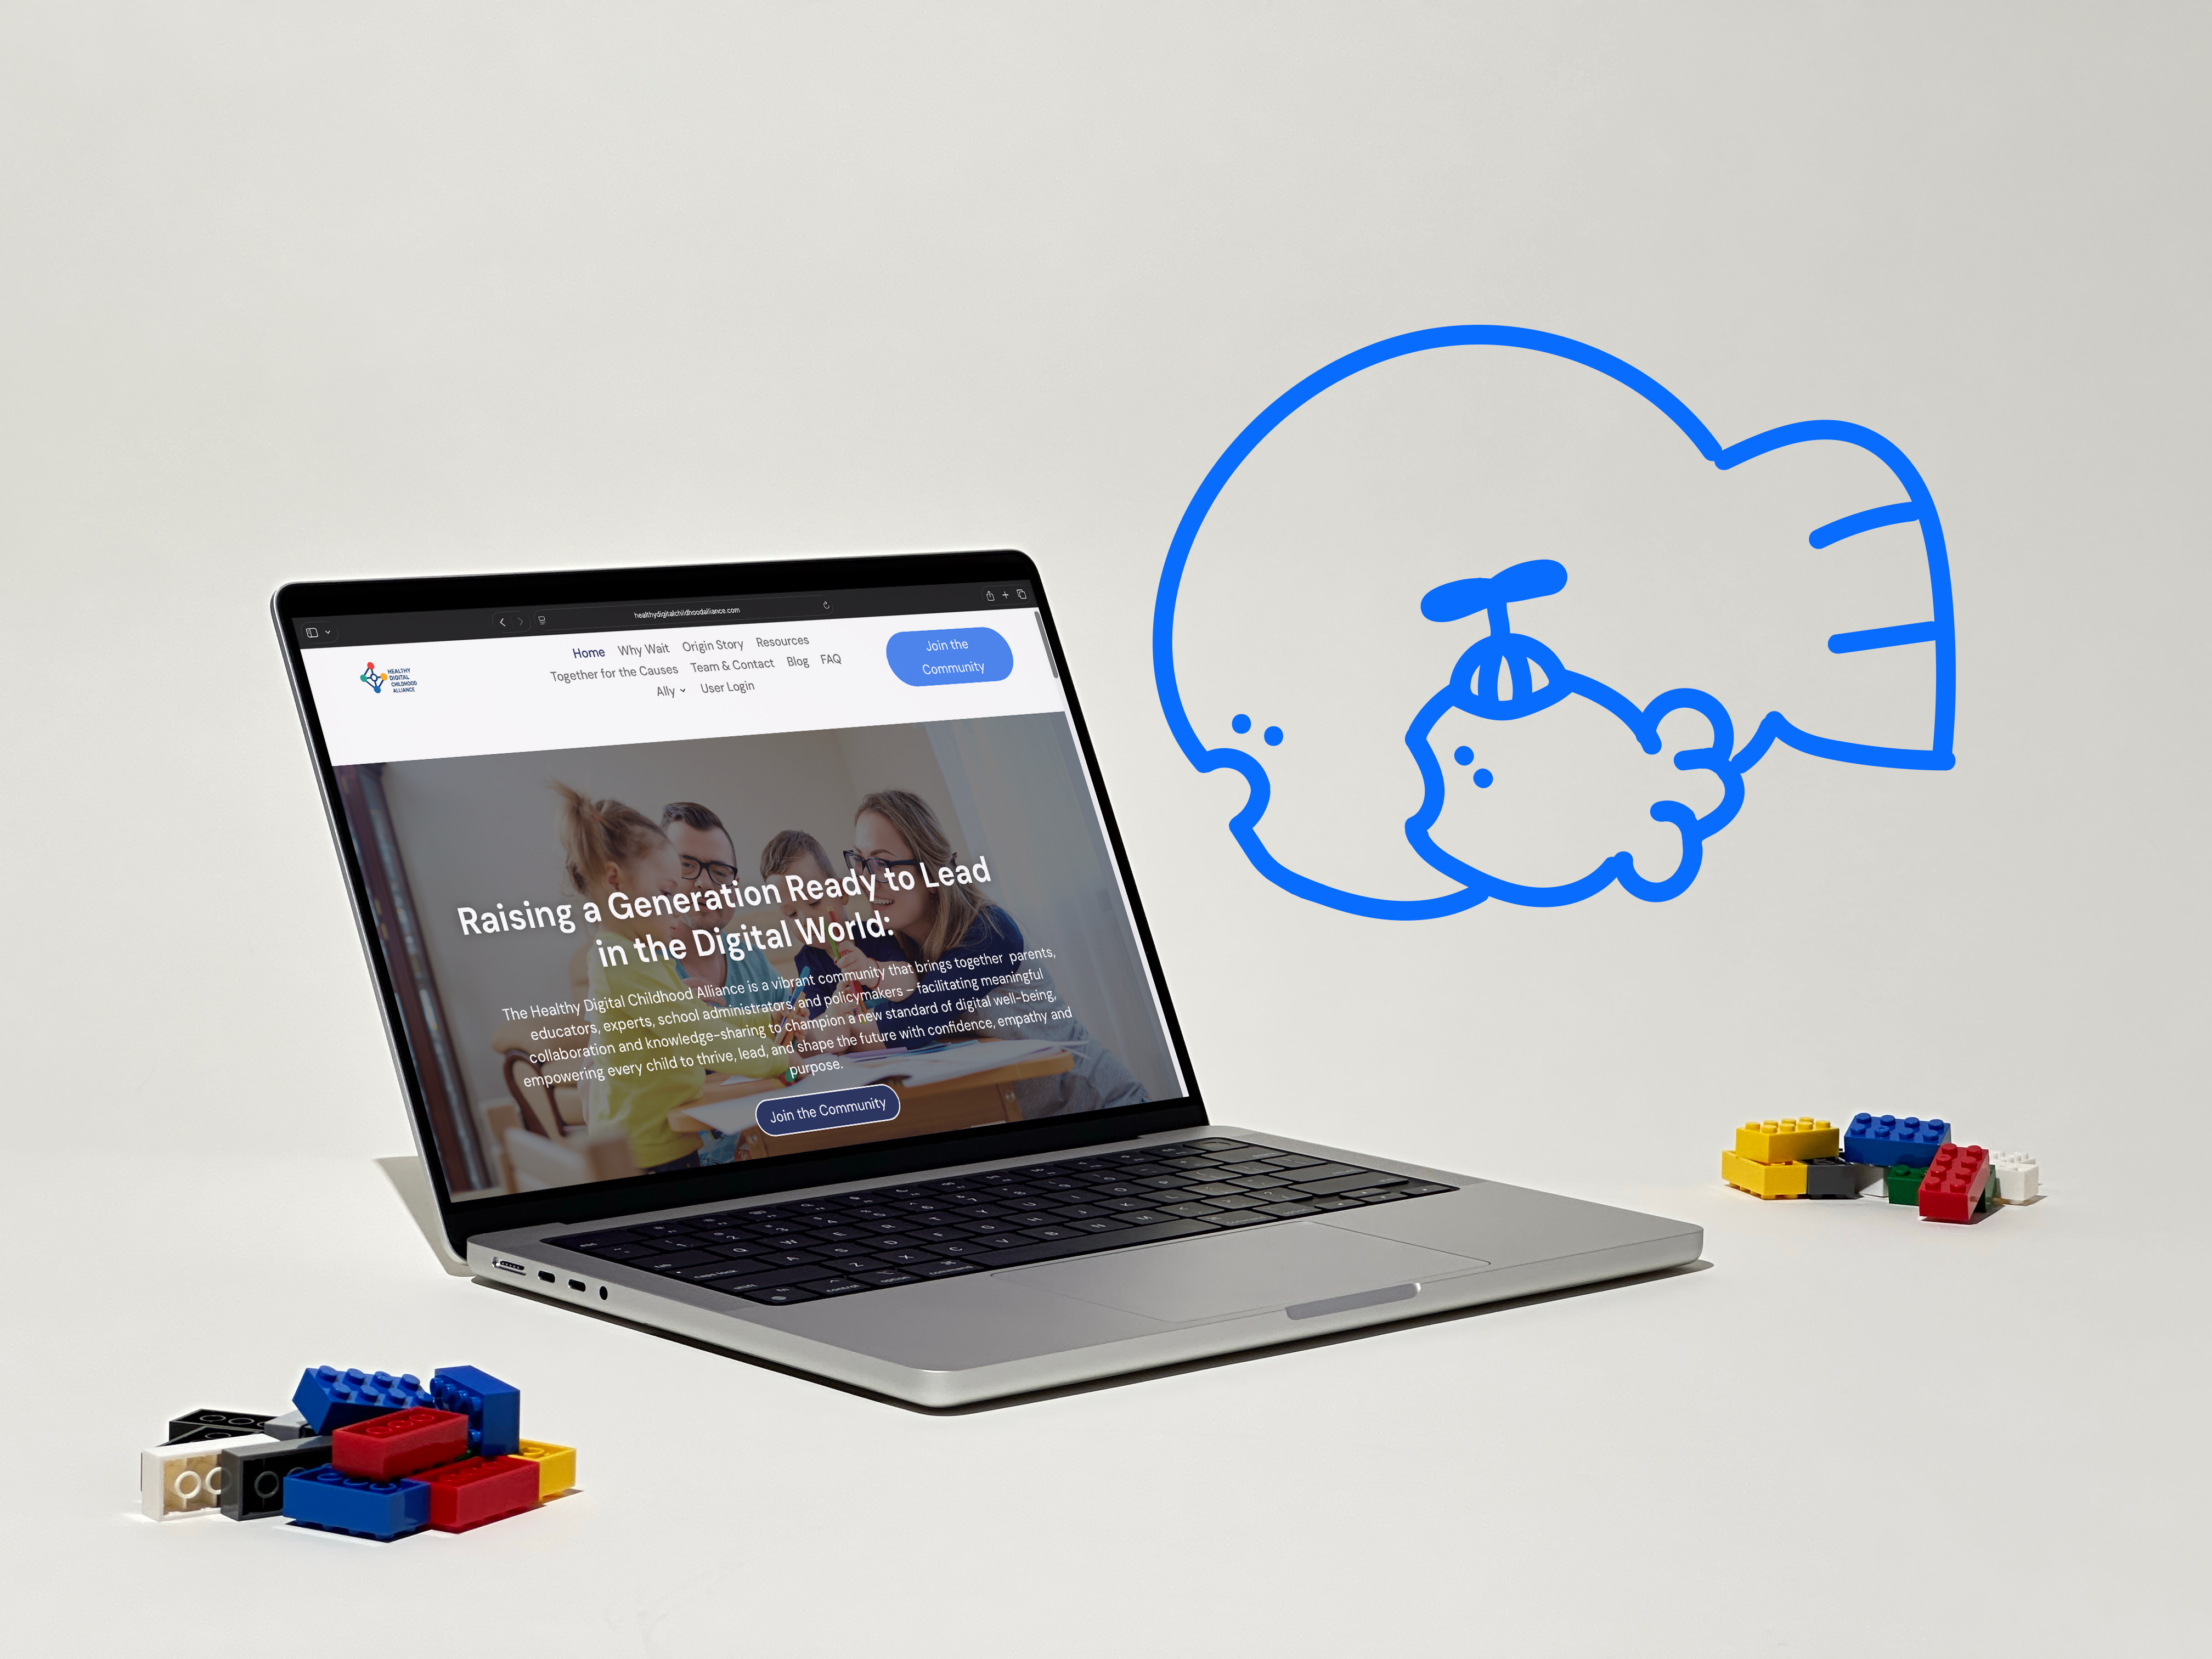 healthydigitalchildhoodalliance.com
HEALTHY
DIGITAL
CHILDHOOD
ALLIANCE
Home Why Wait Origin Story Resources
Together for the Causes Team & Contact Blog FAQ
Ally User Login
Join the
Community
Raising a Generation Ready to Lead
in the Digital World:
The Healthy Digital Childhood Alliance is a vibrant community that brings together parents,
educators, experts, school administrators, and policymakers – facilitating meaningful
collaboration and knowledge-sharing to champion a new standard of digital well-being,
empowering every child to thrive, lead, and shape the future with confidence, empathy and
purpose.
Join the Community
Q W E R T Y U I O P
A S D F G H J K L
Z X C V B N M